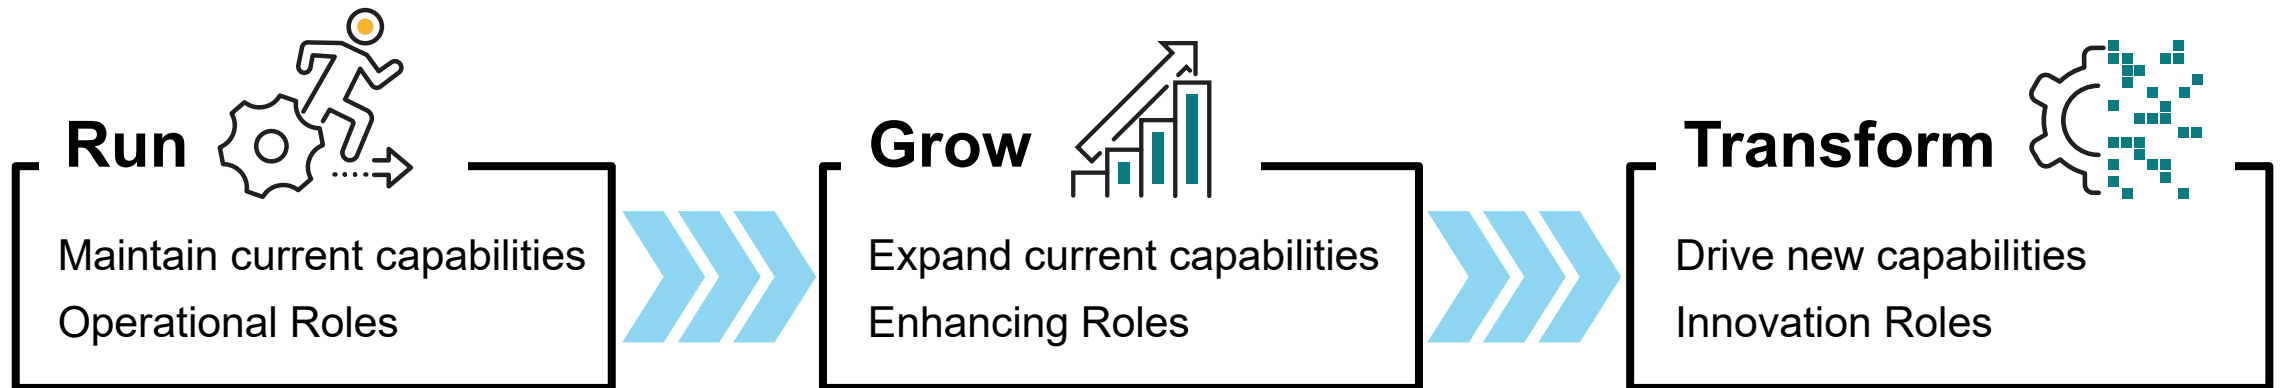 Run
Maintain current capabilities
Operational Roles
Grow
Expand current capabilities
Enhancing Roles
Transform
Drive new capabilities
Innovation Roles